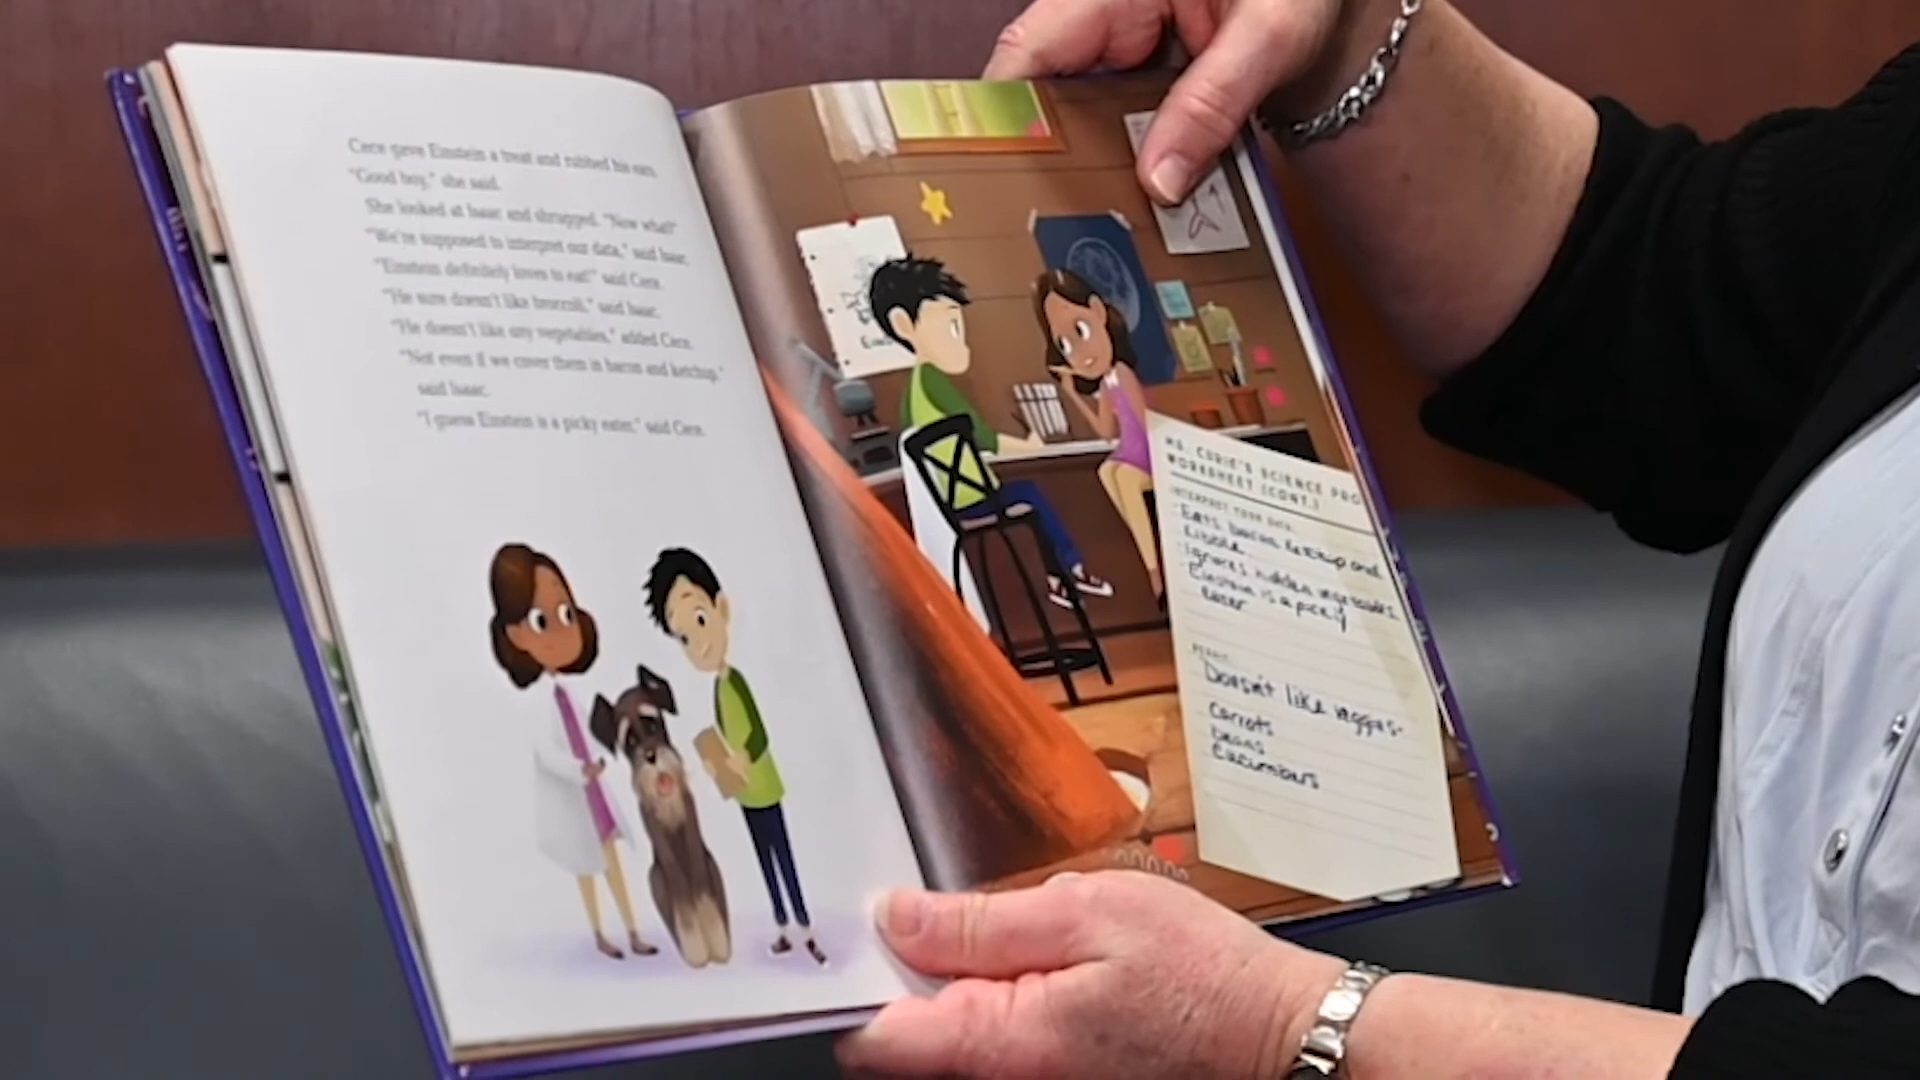 Cece gave Einstein a treat and rubbed his ears.
"Good boy," she said.
She looked at Isaac and shrugged. "Now what?"
"We're supposed to interpret our data," said Isaac.
"Einstein definitely loves to eat!" said Cece.
"He sure doesn't like broccoli," said Isaac.
"He doesn't like any vegetables," added Cece.
"Not even if we cover them in bacon and ketchup,"
said Isaac.
"I guess Einstein is a picky eater," said Cece.
MS. CURIE'S SCIENCE PRO
WORKSHEET (CONT.)
INTERPRET YOUR DATA:
Eats bacon, ketchup and
kibble
Ignores hidden vegetables
Einstein is a picky
eater
Doesn't like veggies-
carrots
beans
cucumbers